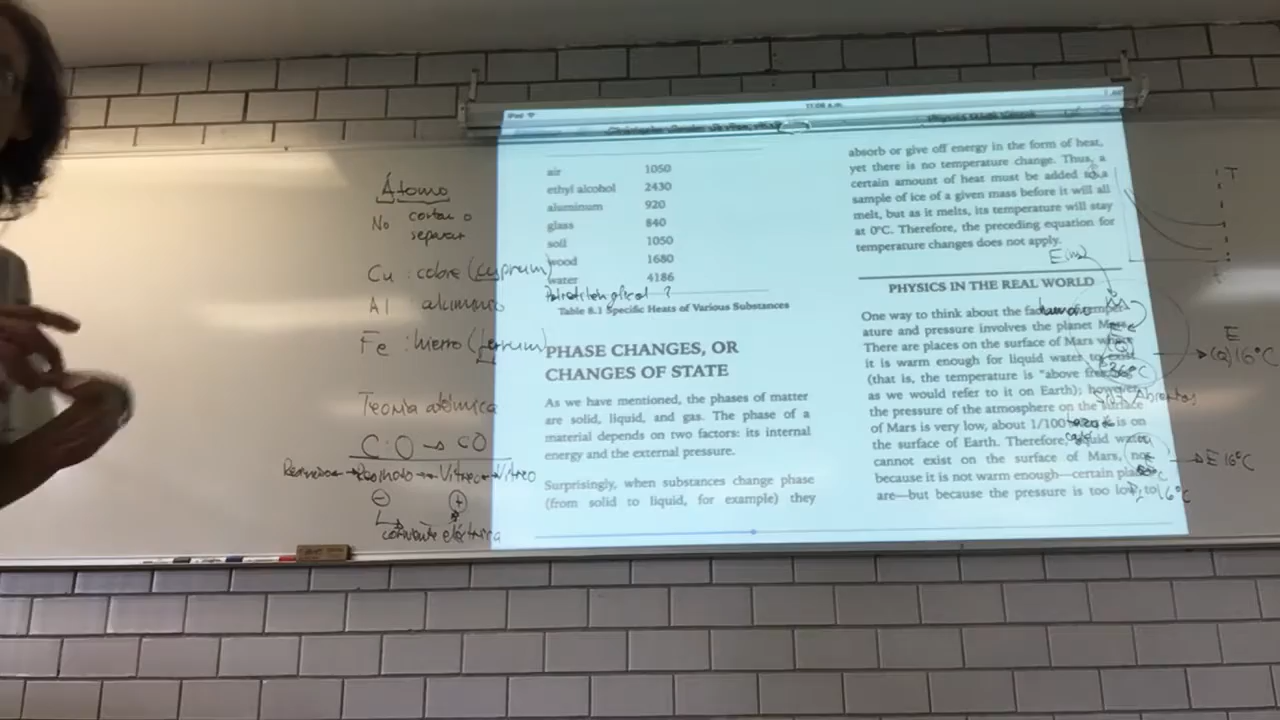 iPad
11:08 a.m.
Átomo
No cortar o
separar
Cu : cobre (cuprum)
Al aluminio
Fe : hierro (ferrum)
Teoría atómica
C:O → CO
Vitreo → Vitreo
⊖ ⊕
corriente eléctrica
air 1050
ethyl alcohol 2430
aluminum 920
glass 840
soil 1050
wood 1680
water 4186
?
Table 8.1 Specific Heats of Various Substances
PHASE CHANGES, OR
CHANGES OF STATE
As we have mentioned, the phases of matter
are solid, liquid, and gas. The phase of a
material depends on two factors: its internal
energy and the external pressure.
Surprisingly, when substances change phase
(from solid to liquid, for example) they
absorb or give off energy in the form of heat,
yet there is no temperature change. Thus, a
certain amount of heat must be added to a
sample of ice of a given mass before it will all
melt, but as it melts, its temperature will stay
at 0°C. Therefore, the preceding equation for
temperature changes does not apply.
PHYSICS IN THE REAL WORLD
One way to think about the
ature and pressure involves the planet Mars.
There are places on the surface of Mars where
it is warm enough for liquid water to exist
(that is, the temperature is "above
as we would refer to it on Earth); however,
the pressure of the atmosphere on the surface
of Mars is very low, about 1/100 is on
the surface of Earth. Therefore, liquid water
cannot exist on the surface of Mars, not
because it is not warm enough—certain places
are—but because the pressure is too low, to
T
E
(Q) 16°C
E 16°C
16°C